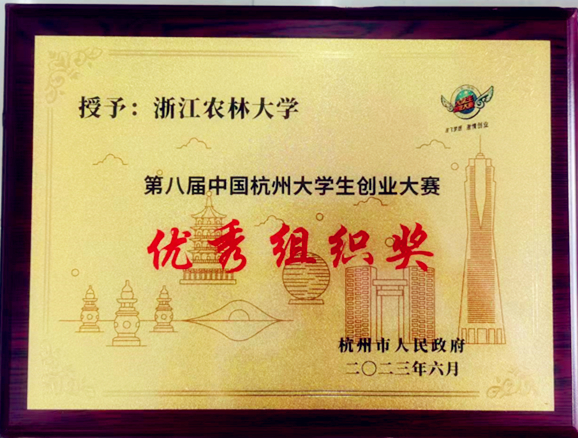 授予：浙江农林大学
第八届中国杭州大学生创业大赛
优秀组织奖
杭州市人民政府
二〇二三年六月